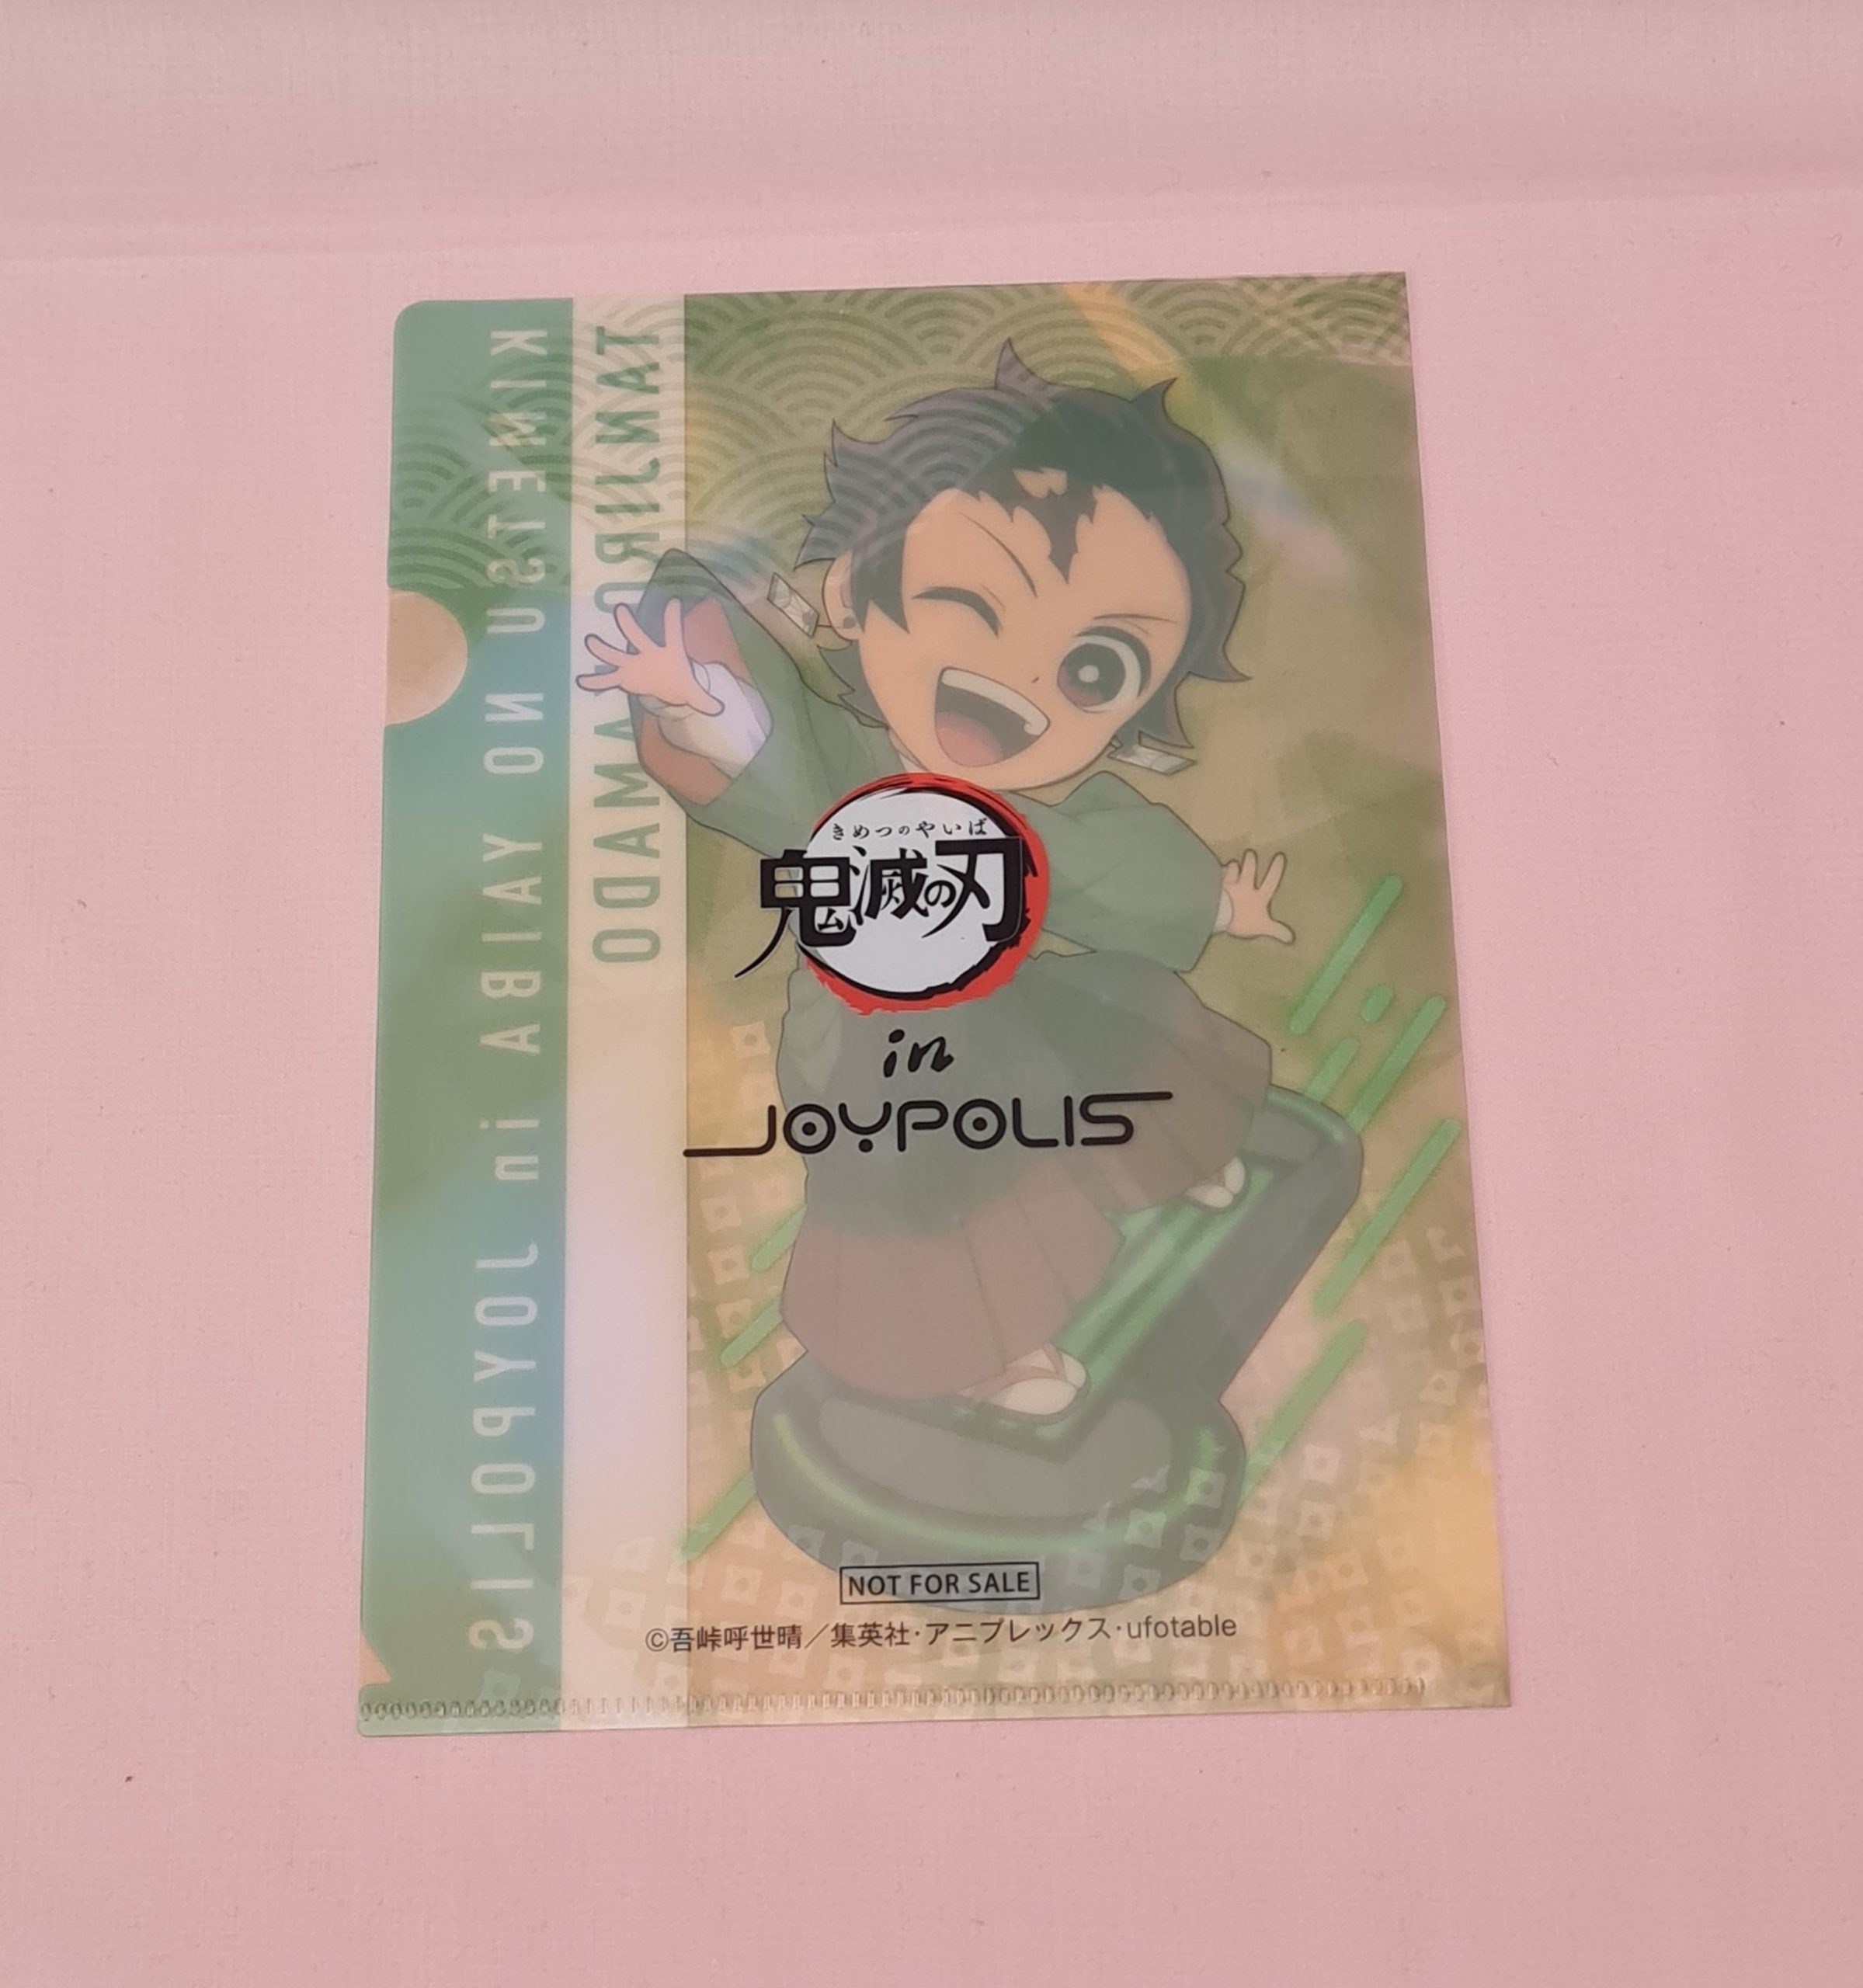 KIMETSU NO YAIBA in JOYPOLIS
TANJIRO KAMADO
きめつのやいば
鬼滅の刃
in
JOYPOLIS
NOT FOR SALE
©吾峠呼世晴／集英社・アニプレックス・ufotable